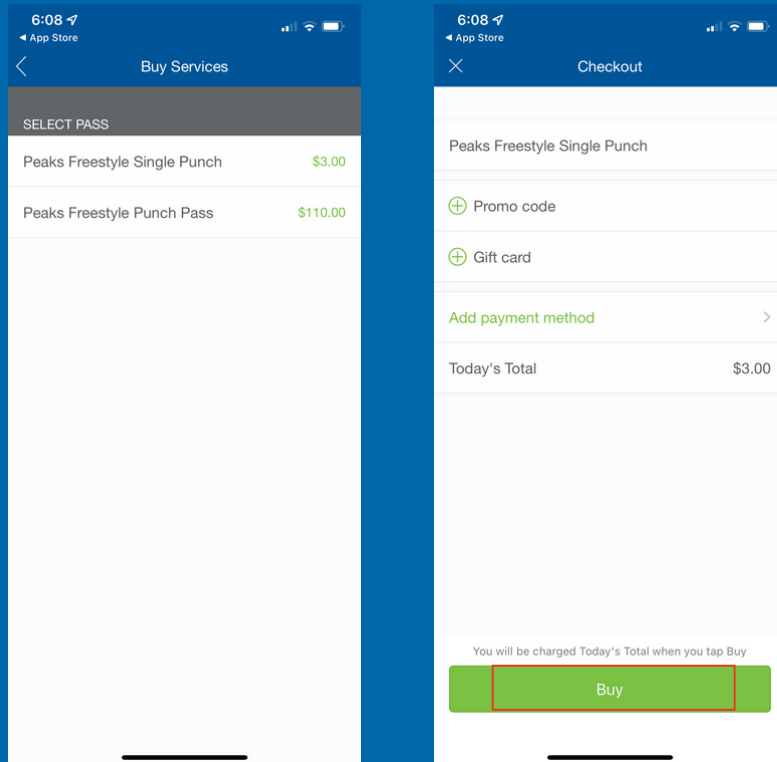 6:08
◀ App Store
Buy Services
SELECT PASS
Peaks Freestyle Single Punch $3.00
Peaks Freestyle Punch Pass $110.00
6:08
◀ App Store
Checkout
Peaks Freestyle Single Punch
Promo code
Gift card
Add payment method
Today's Total $3.00
You will be charged Today's Total when you tap Buy
Buy